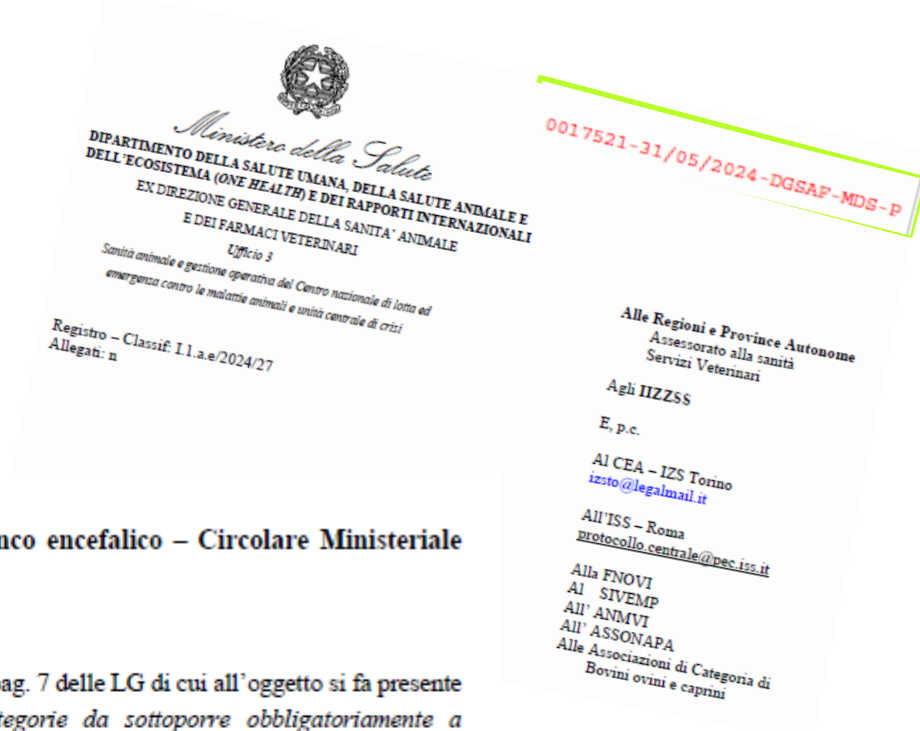 Ministero della Salute
DIPARTIMENTO DELLA SALUTE UMANA, DELLA SALUTE ANIMALE E
DELL'ECOSISTEMA (ONE HEALTH) E DEI RAPPORTI INTERNAZIONALI
EX DIREZIONE GENERALE DELLA SANITA' ANIMALE
E DEI FARMACI VETERINARI
Ufficio 3
Sanità animale e gestione operativa del Centro nazionale di lotta ed
emergenza contro le malattie animali e unità centrale di crisi
Registro – Classif: I.1.a.e/2024/27
Allegati: n
0017521-31/05/2024-DGSAF-MDS-P
Alle Regioni e Province Autonome
Assessorato alla sanità
Servizi Veterinari
Agli IIZZSS
E, p.c.
Al CEA – IZS Torino
izsto@legalmail.it
All'ISS – Roma
protocollo.centrale@pec.iss.it
Alla FNOVI
Al SIVEMP
All' ANMVI
All' ASSONAPA
Alle Associazioni di Categoria di
Bovini ovini e caprini
nco encefalico – Circolare Ministeriale
ag. 7 delle LG di cui all'oggetto si fa presente
tegorie da sottoporre obbligatoriamente a